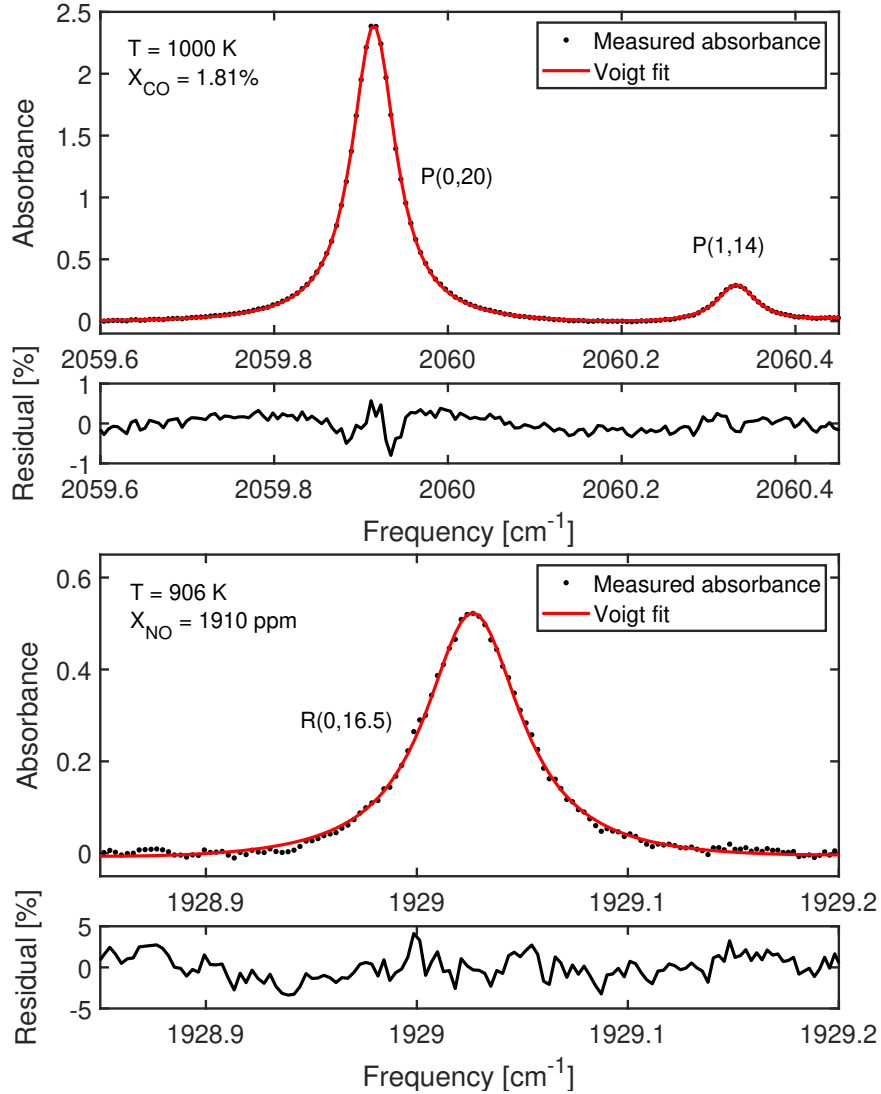 2.5
2
1.5
1
0.5
0
Absorbance
T = 1000 K
X_CO = 1.81%
Measured absorbance
Voigt fit
P(0,20)
P(1,14)
2059.6 2059.8 2060 2060.2 2060.4
1
0
-1
Residual [%]
2059.6 2059.8 2060 2060.2 2060.4
Frequency [cm⁻¹]
0.6
0.4
0.2
0
Absorbance
T = 906 K
X_NO = 1910 ppm
Measured absorbance
Voigt fit
R(0,16.5)
1928.9 1929 1929.1 1929.2
5
0
-5
Residual [%]
1928.9 1929 1929.1 1929.2
Frequency [cm⁻¹]